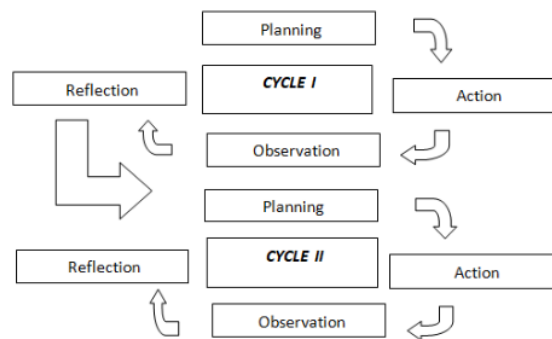 Planning
CYCLE I
Reflection
Action
Observation
Planning
CYCLE II
Reflection
Action
Observation